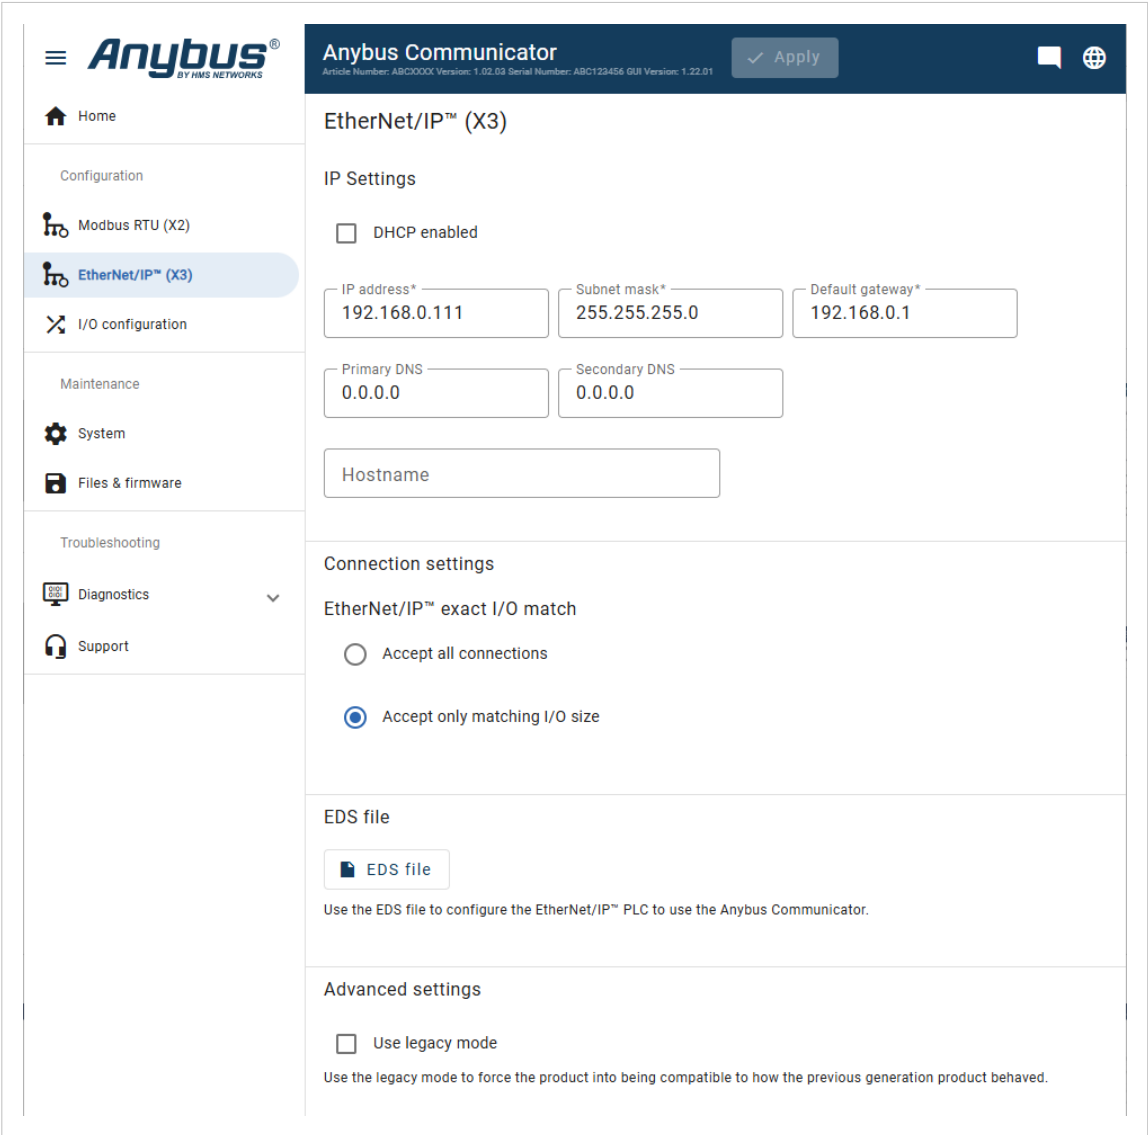 Anybus®
BY HMS NETWORKS
Anybus Communicator
Article Number: ABCXXXX Version: 1.02.03 Serial Number: ABC123456 GUI Version: 1.22.01
Apply
Home
Configuration
Modbus RTU (X2)
EtherNet/IP™ (X3)
I/O configuration
Maintenance
System
Files & firmware
Troubleshooting
Diagnostics
Support
EtherNet/IP™ (X3)
IP Settings
DHCP enabled
IP address*
192.168.0.111
Subnet mask*
255.255.255.0
Default gateway*
192.168.0.1
Primary DNS
0.0.0.0
Secondary DNS
0.0.0.0
Hostname
Connection settings
EtherNet/IP™ exact I/O match
Accept all connections
Accept only matching I/O size
EDS file
EDS file
Use the EDS file to configure the EtherNet/IP™ PLC to use the Anybus Communicator.
Advanced settings
Use legacy mode
Use the legacy mode to force the product into being compatible to how the previous generation product behaved.